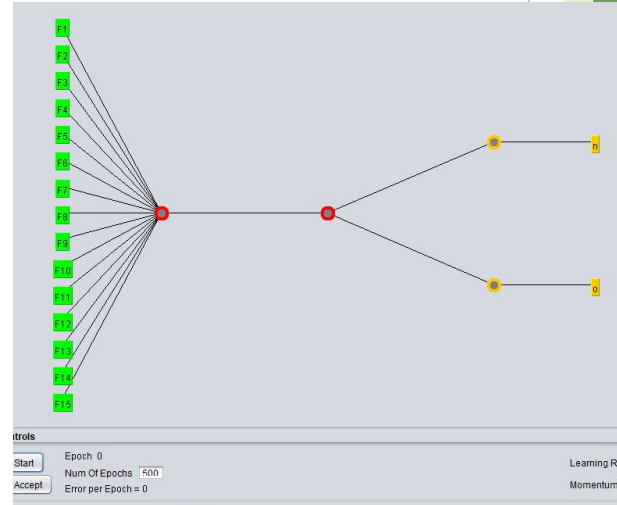 F1
F2
F3
F4
F5
F6
F7
F8
F9
F10
F11
F12
F13
F14
F15
n
o
ntrols
Start
Accept
Epoch 0
Num Of Epochs 500
Error per Epoch = 0
Learning R
Momentum